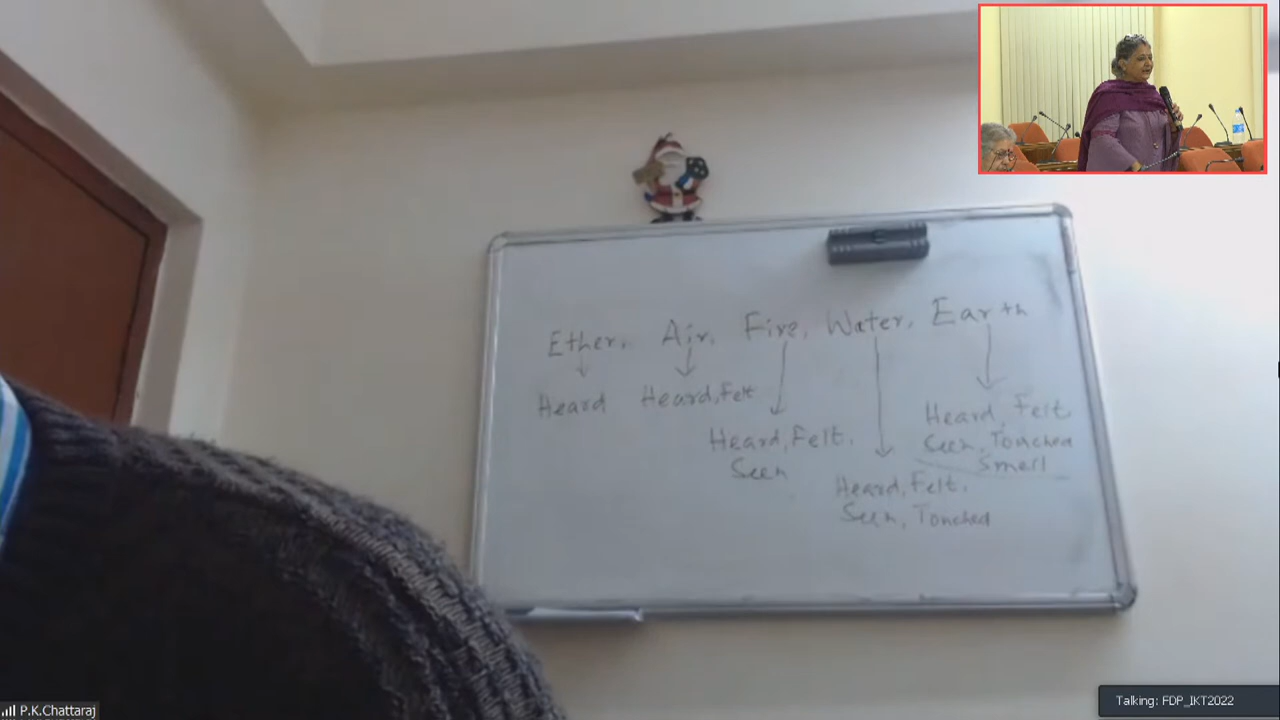 Ether, Air, Fire, Water, Earth
Heard
Heard, Felt
Heard, Felt,
Seen
Heard, Felt,
Seen, Touched
Heard, Felt,
Seen, Touched
Smell
P.K.Chattaraj
Talking: FDP_IKT2022